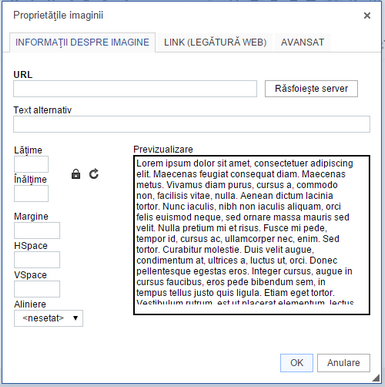 Proprietăţile imaginii
INFORMAŢII DESPRE IMAGINE LINK (LEGĂTURĂ WEB) AVANSAT
URL
Răsfoieşte server
Text alternativ
Lăţime
Înălţime
Margine
HSpace
VSpace
Aliniere
<nesetat>
Previzualizare
Lorem ipsum dolor sit amet, consectetuer adipiscing
elit. Maecenas feugiat consequat diam. Maecenas
metus. Vivamus diam purus, cursus a, commodo
non, facilisis vitae, nulla. Aenean dictum lacinia
tortor. Nunc iaculis, nibh non iaculis aliquam, orci
felis euismod neque, sed ornare massa mauris sed
velit. Nulla pretium mi et risus. Fusce mi pede,
tempor id, cursus ac, ullamcorper nec, enim. Sed
tortor. Curabitur molestie. Duis velit augue,
condimentum at, ultrices a, luctus ut, orci. Donec
pellentesque egestas eros. Integer cursus, augue in
cursus faucibus, eros pede bibendum sem, in
tempus tellus justo quis ligula. Etiam eget tortor.
Vestibulum rutrum, est ut placerat elementum, lectus
OK Anulare